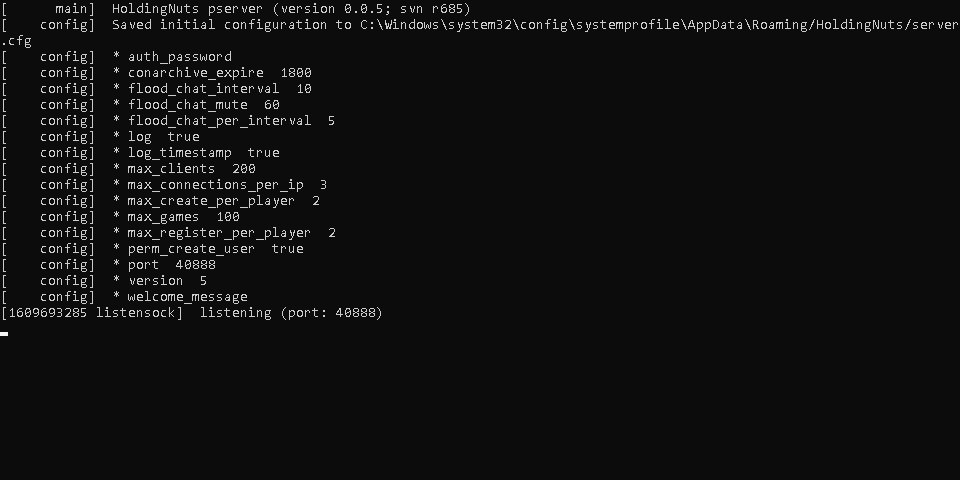 [      main]  HoldingNuts pserver (version 0.0.5; svn r685)
[    config]  Saved initial configuration to C:\Windows\system32\config\systemprofile\AppData\Roaming/HoldingNuts/server
.cfg
[    config]  * auth_password
[    config]  * conarchive_expire  1800
[    config]  * flood_chat_interval  10
[    config]  * flood_chat_mute  60
[    config]  * flood_chat_per_interval  5
[    config]  * log  true
[    config]  * log_timestamp  true
[    config]  * max_clients  200
[    config]  * max_connections_per_ip  3
[    config]  * max_create_per_player  2
[    config]  * max_games  100
[    config]  * max_register_per_player  2
[    config]  * perm_create_user  true
[    config]  * port  40888
[    config]  * version  5
[    config]  * welcome_message
[1609693285 listensock]  listening (port: 40888)